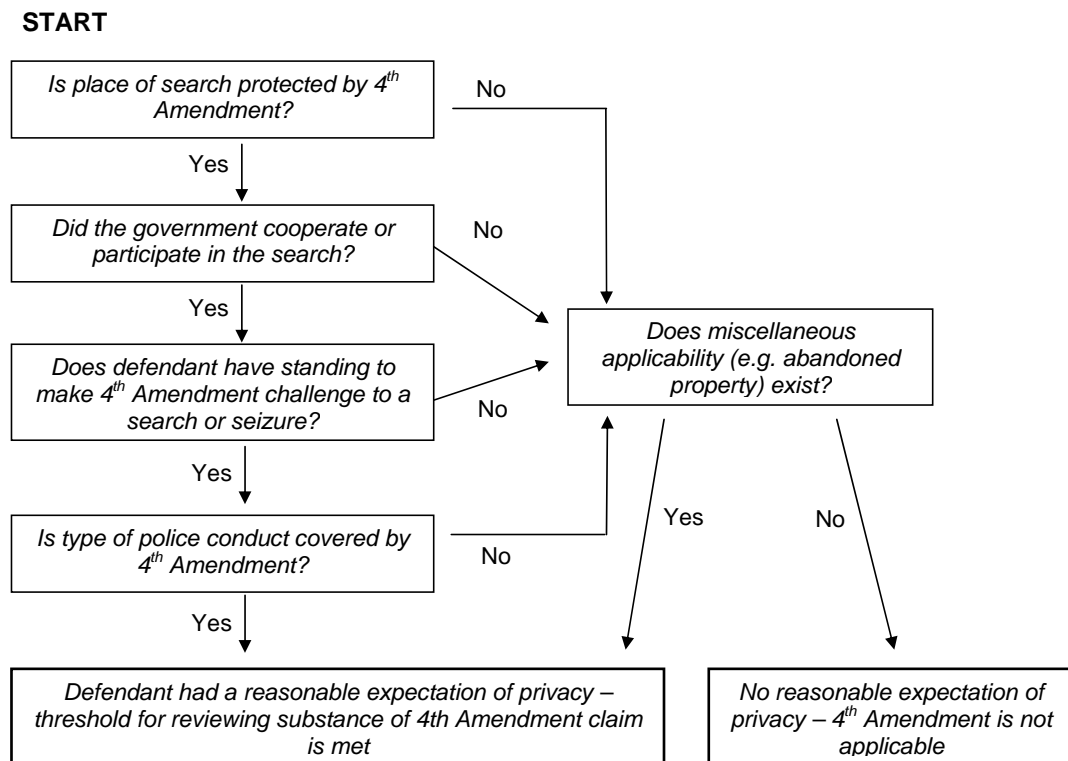 START
Is place of search protected by 4th
Amendment?
No
Yes
Did the government cooperate or
participate in the search?
No
Yes
Does miscellaneous
applicability (e.g. abandoned
property) exist?
Does defendant have standing to
make 4th Amendment challenge to a
search or seizure?
No
Yes
Is type of police conduct covered by
4th Amendment?
No
Yes
No
Yes
Defendant had a reasonable expectation of privacy –
threshold for reviewing substance of 4th Amendment claim
is met
No reasonable expectation of
privacy – 4th Amendment is not
applicable